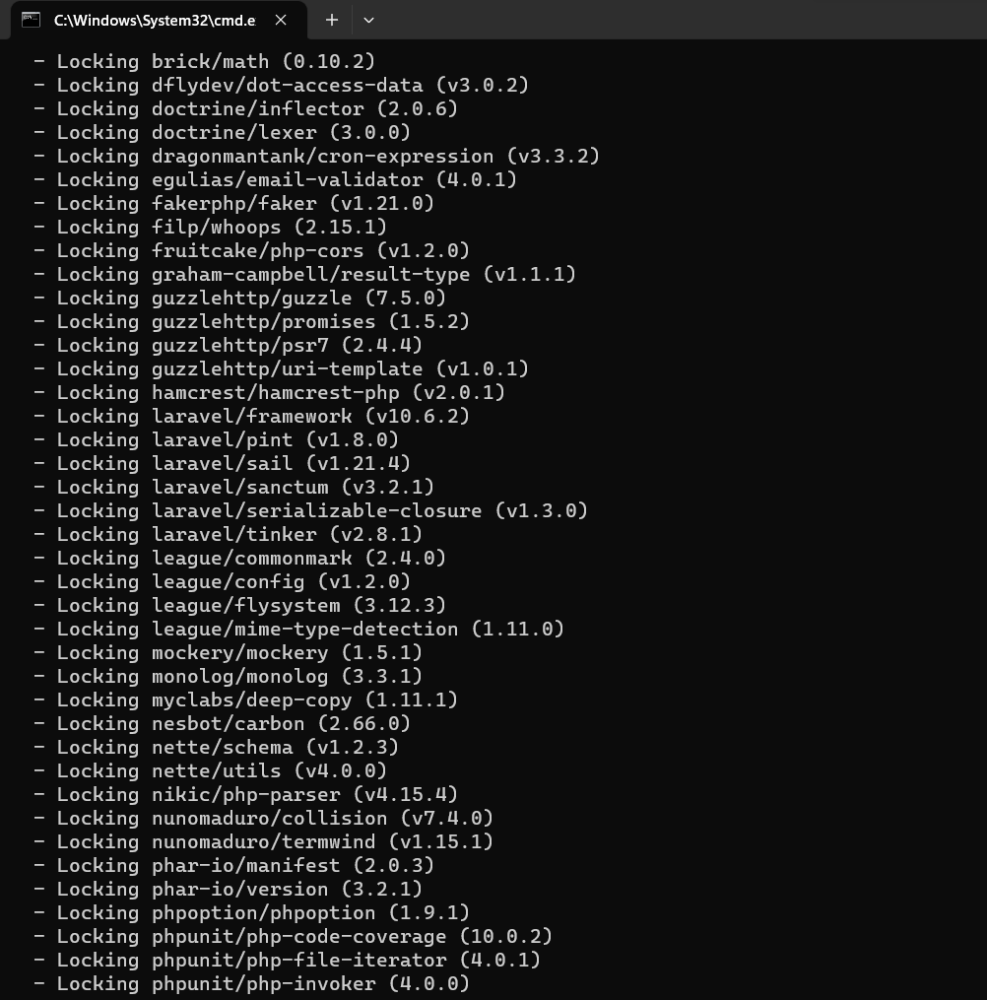 C:\Windows\System32\cmd.e
- Locking brick/math (0.10.2)
- Locking dflydev/dot-access-data (v3.0.2)
- Locking doctrine/inflector (2.0.6)
- Locking doctrine/lexer (3.0.0)
- Locking dragonmantank/cron-expression (v3.3.2)
- Locking egulias/email-validator (4.0.1)
- Locking fakerphp/faker (v1.21.0)
- Locking filp/whoops (2.15.1)
- Locking fruitcake/php-cors (v1.2.0)
- Locking graham-campbell/result-type (v1.1.1)
- Locking guzzlehttp/guzzle (7.5.0)
- Locking guzzlehttp/promises (1.5.2)
- Locking guzzlehttp/psr7 (2.4.4)
- Locking guzzlehttp/uri-template (v1.0.1)
- Locking hamcrest/hamcrest-php (v2.0.1)
- Locking laravel/framework (v10.6.2)
- Locking laravel/pint (v1.8.0)
- Locking laravel/sail (v1.21.4)
- Locking laravel/sanctum (v3.2.1)
- Locking laravel/serializable-closure (v1.3.0)
- Locking laravel/tinker (v2.8.1)
- Locking league/commonmark (2.4.0)
- Locking league/config (v1.2.0)
- Locking league/flysystem (3.12.3)
- Locking league/mime-type-detection (1.11.0)
- Locking mockery/mockery (1.5.1)
- Locking monolog/monolog (3.3.1)
- Locking myclabs/deep-copy (1.11.1)
- Locking nesbot/carbon (2.66.0)
- Locking nette/schema (v1.2.3)
- Locking nette/utils (v4.0.0)
- Locking nikic/php-parser (v4.15.4)
- Locking nunomaduro/collision (v7.4.0)
- Locking nunomaduro/termwind (v1.15.1)
- Locking phar-io/manifest (2.0.3)
- Locking phar-io/version (3.2.1)
- Locking phpoption/phpoption (1.9.1)
- Locking phpunit/php-code-coverage (10.0.2)
- Locking phpunit/php-file-iterator (4.0.1)
- Locking phpunit/php-invoker (4.0.0)